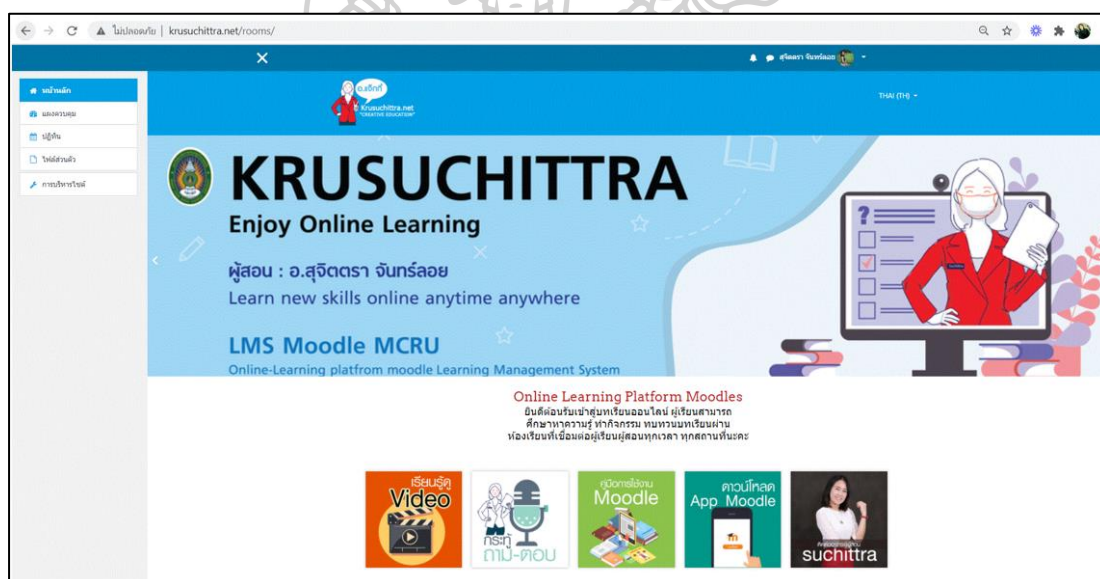 ไม่ปลอดภัย | krusuchittra.net/rooms/
สุจิตตรา จันทร์ลอย
หน้าหลัก
แผงควบคุม
ปฏิทิน
ไฟล์ส่วนตัว
การบริหารไซต์
อ.แจ็กกี่
Krusuchittra.net
"CREATIVE EDUCATION"
THAI (TH)
KRUSUCHITTRA
Enjoy Online Learning
ผู้สอน : อ.สุจิตตรา จันทร์ลอย
Learn new skills online anytime anywhere
LMS Moodle MCRU
Online-Learning platfrom moodle Learning Management System
Online Learning Platform Moodles
ยินดีต้อนรับเข้าสู่บทเรียนออนไลน์ ผู้เรียนสามารถ
ศึกษาหาความรู้ ทำกิจกรรม ทบทวนบทเรียนผ่าน
ห้องเรียนที่เชื่อมต่อผู้เรียนผู้สอนทุกเวลา ทุกสถานที่นะคะ
เรียนรู้ดู
Video
กระทู้
ถาม-ตอบ
คู่มือการใช้งาน
Moodle
ดาวน์โหลด
App Moodle
suchittra